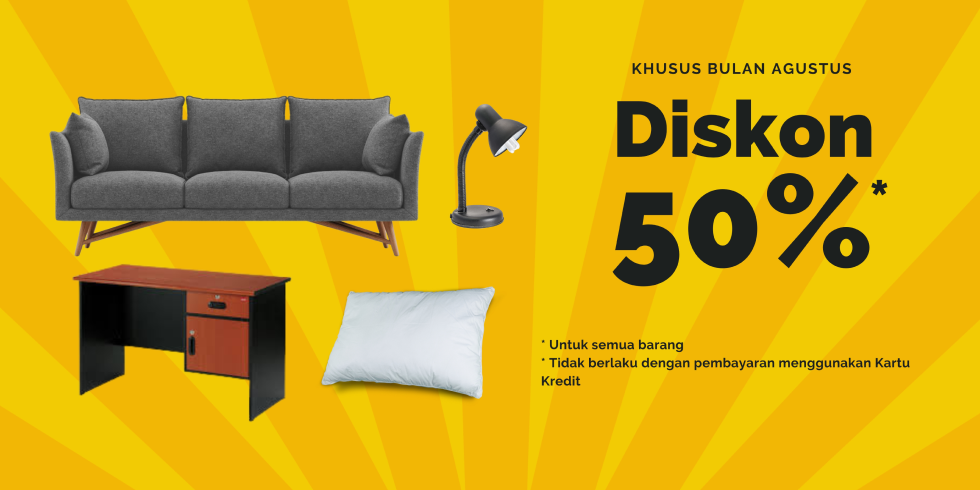 KHUSUS BULAN AGUSTUS
Diskon
50%*
* Untuk semua barang
* Tidak berlaku dengan pembayaran menggunakan Kartu
Kredit